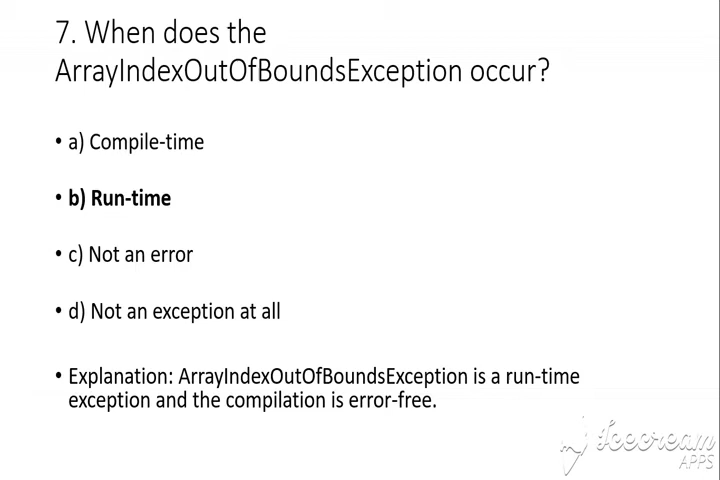 7. When does the
ArrayIndexOutOfBoundsException occur?
• a) Compile-time
• b) Run-time
• c) Not an error
• d) Not an exception at all
• Explanation: ArrayIndexOutOfBoundsException is a run-time
exception and the compilation is error-free.
Icecream
APPS